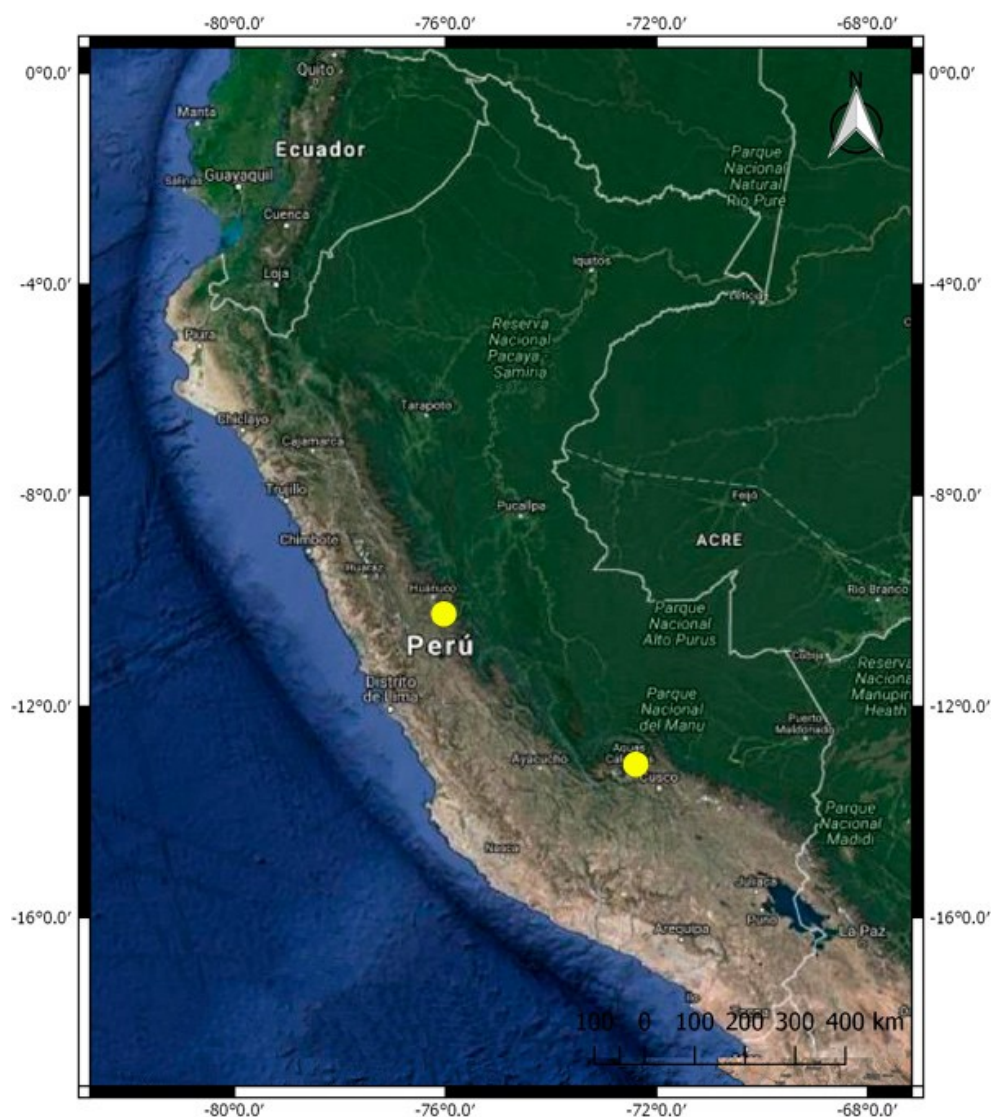 -80°0.0′ -76°0.0′ -72°0.0′ -68°0.0′
0°0.0′ 0°0.0′
Quito
N
Manta
Ecuador
Parque
Nacional
Natural
Río Puré
Salinas
Guayaquil
Cuenca
Iquitos
Loja
-4°0.0′ -4°0.0′
Leticia
Reserva
Nacional
Pacaya -
Samiria
Piura
Tarapoto
Chiclayo
Cajamarca
-8°0.0′ -8°0.0′
Trujillo
Pucallpa
Feijó
Chimbote
ACRE
Huaraz
Huánuco
Río Branco
Parque
Nacional
Alto Purus
Perú
Cobija
Reserva
Naciona
Manupir
Heath
Distrito
de Lima
Parque
Nacional
del Manu
-12°0.0′ -12°0.0′
Puerto
Maldonado
Ayacucho
Aguas
Cusco
Parque
Nacional
Madidi
Nasca
Juliaca
Puno
-16°0.0′ -16°0.0′
Arequipa
La Paz
Ilo
100 0 100 200 300 400 km
-80°0.0′ -76°0.0′ -72°0.0′ -68°0.0′